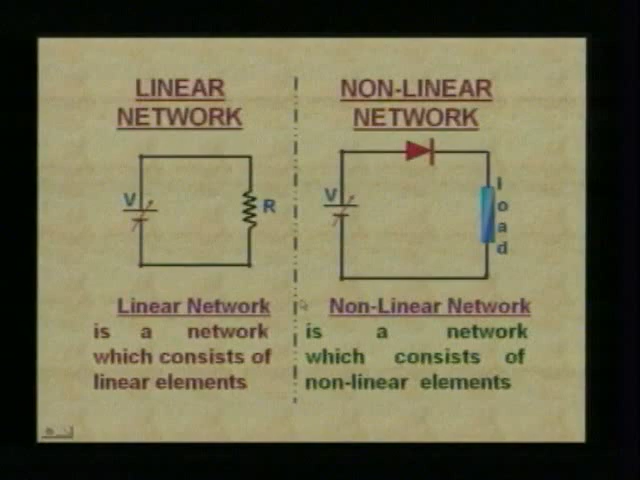 LINEAR
NETWORK
V
R
Linear Network
is a network
which consists of
linear elements
NON-LINEAR
NETWORK
V
load
Non-Linear Network
is a network
which consists of
non-linear elements